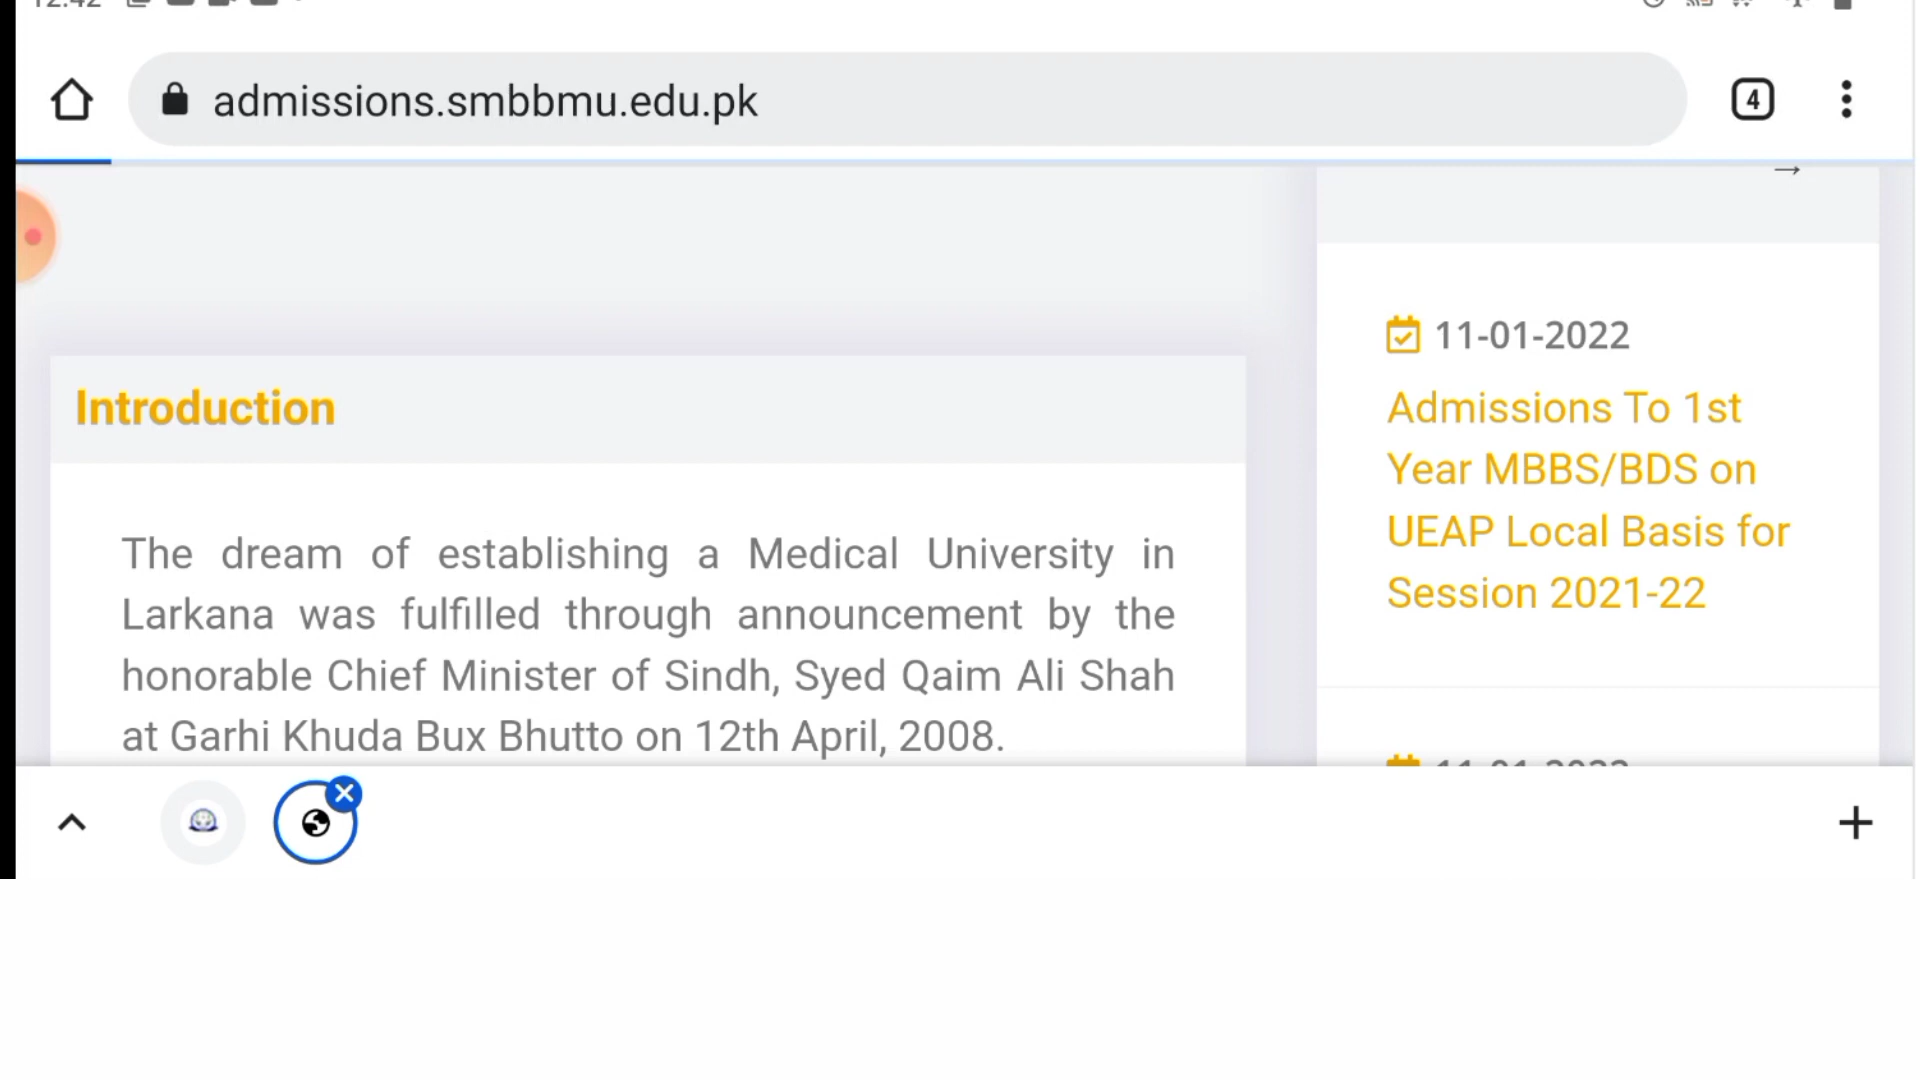 12:42
admissions.smbbmu.edu.pk
4
→
Introduction
The dream of establishing a Medical University in
Larkana was fulfilled through announcement by the
honorable Chief Minister of Sindh, Syed Qaim Ali Shah
at Garhi Khuda Bux Bhutto on 12th April, 2008.
11-01-2022
Admissions To 1st
Year MBBS/BDS on
UEAP Local Basis for
Session 2021-22